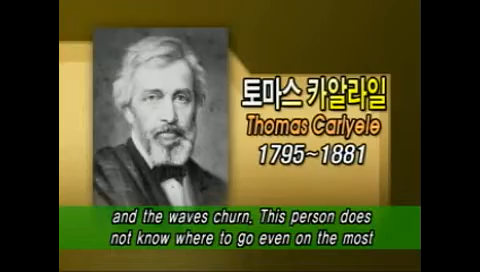 토마스 카알라일
Thomas Carlyele
1795~1881
and the waves churn. This person does
not know where to go even on the most